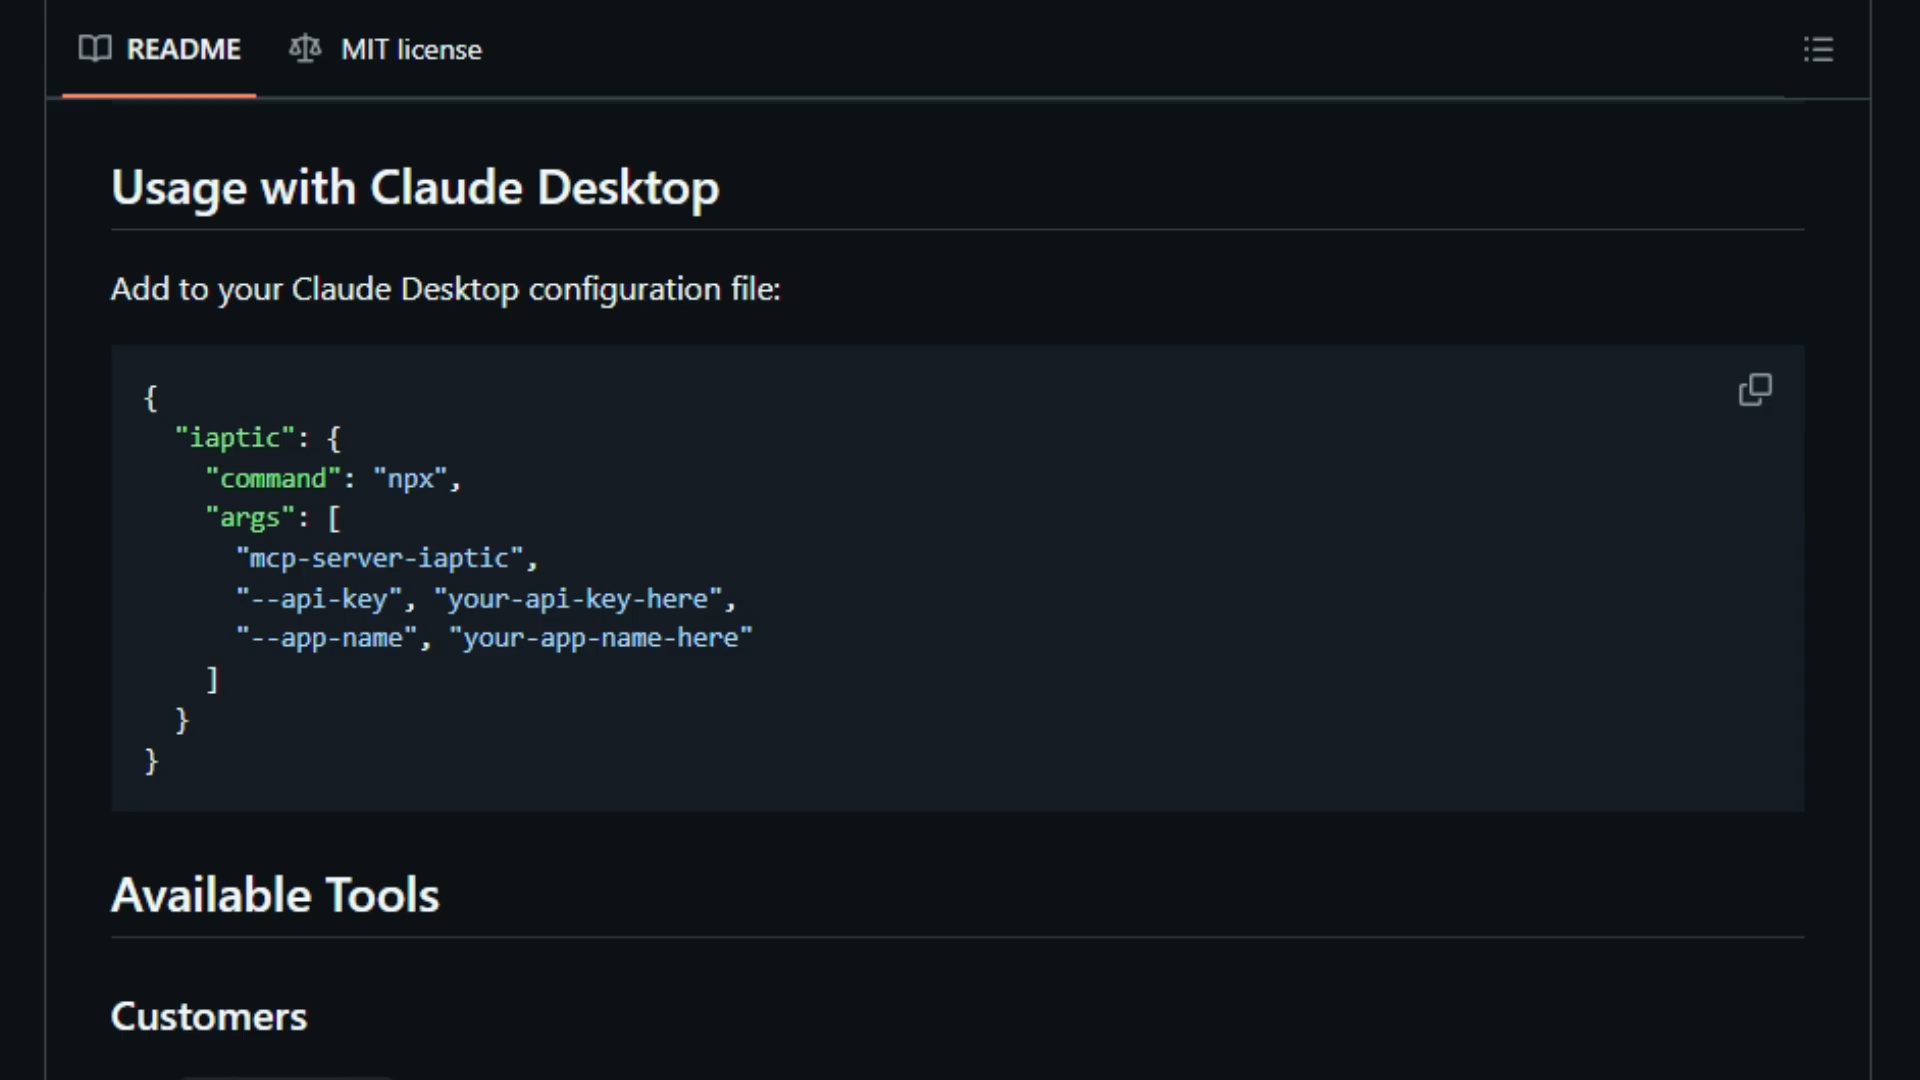 README MIT license
Usage with Claude Desktop
Add to your Claude Desktop configuration file:
{
  "iaptic": {
    "command": "npx",
    "args": [
      "mcp-server-iaptic",
      "--api-key", "your-api-key-here",
      "--app-name", "your-app-name-here"
    ]
  }
}
Available Tools
Customers